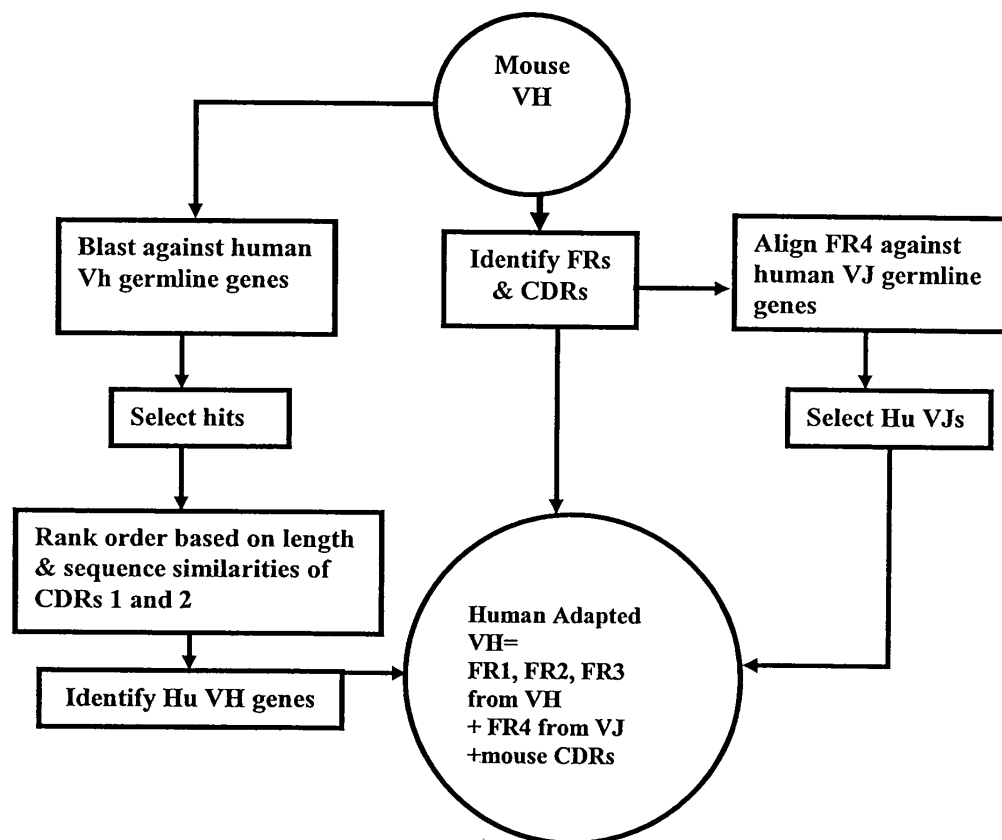 Mouse
VH
Blast against human
Vh germline genes
Identify FRs
& CDRs
Align FR4 against
human VJ germline
genes
Select hits
Select Hu VJs
Rank order based on length
& sequence similarities of
CDRs 1 and 2
Identify Hu VH genes
Human Adapted
VH=
FR1, FR2, FR3
from VH
+ FR4 from VJ
+mouse CDRs